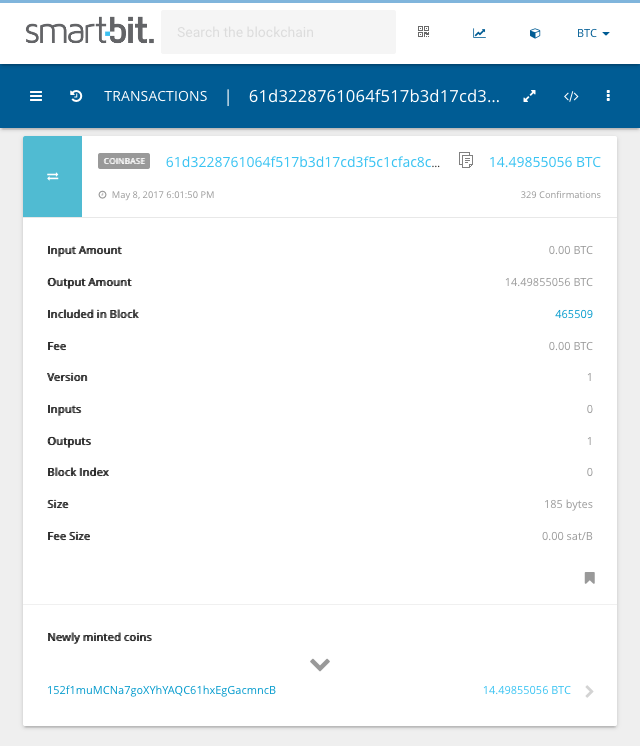 smartbit.
Search the blockchain
BTC
TRANSACTIONS | 61d3228761064f517b3d17cd3...
COINBASE 61d3228761064f517b3d17cd3f5c1cfac8c... 14.49855056 BTC
May 8, 2017 6:01:50 PM 329 Confirmations
Input Amount 0.00 BTC
Output Amount 14.49855056 BTC
Included in Block 465509
Fee 0.00 BTC
Version 1
Inputs 0
Outputs 1
Block Index 0
Size 185 bytes
Fee Size 0.00 sat/B
Newly minted coins
152f1muMCNa7goXYhYAQC61hxEgGacmncB 14.49855056 BTC